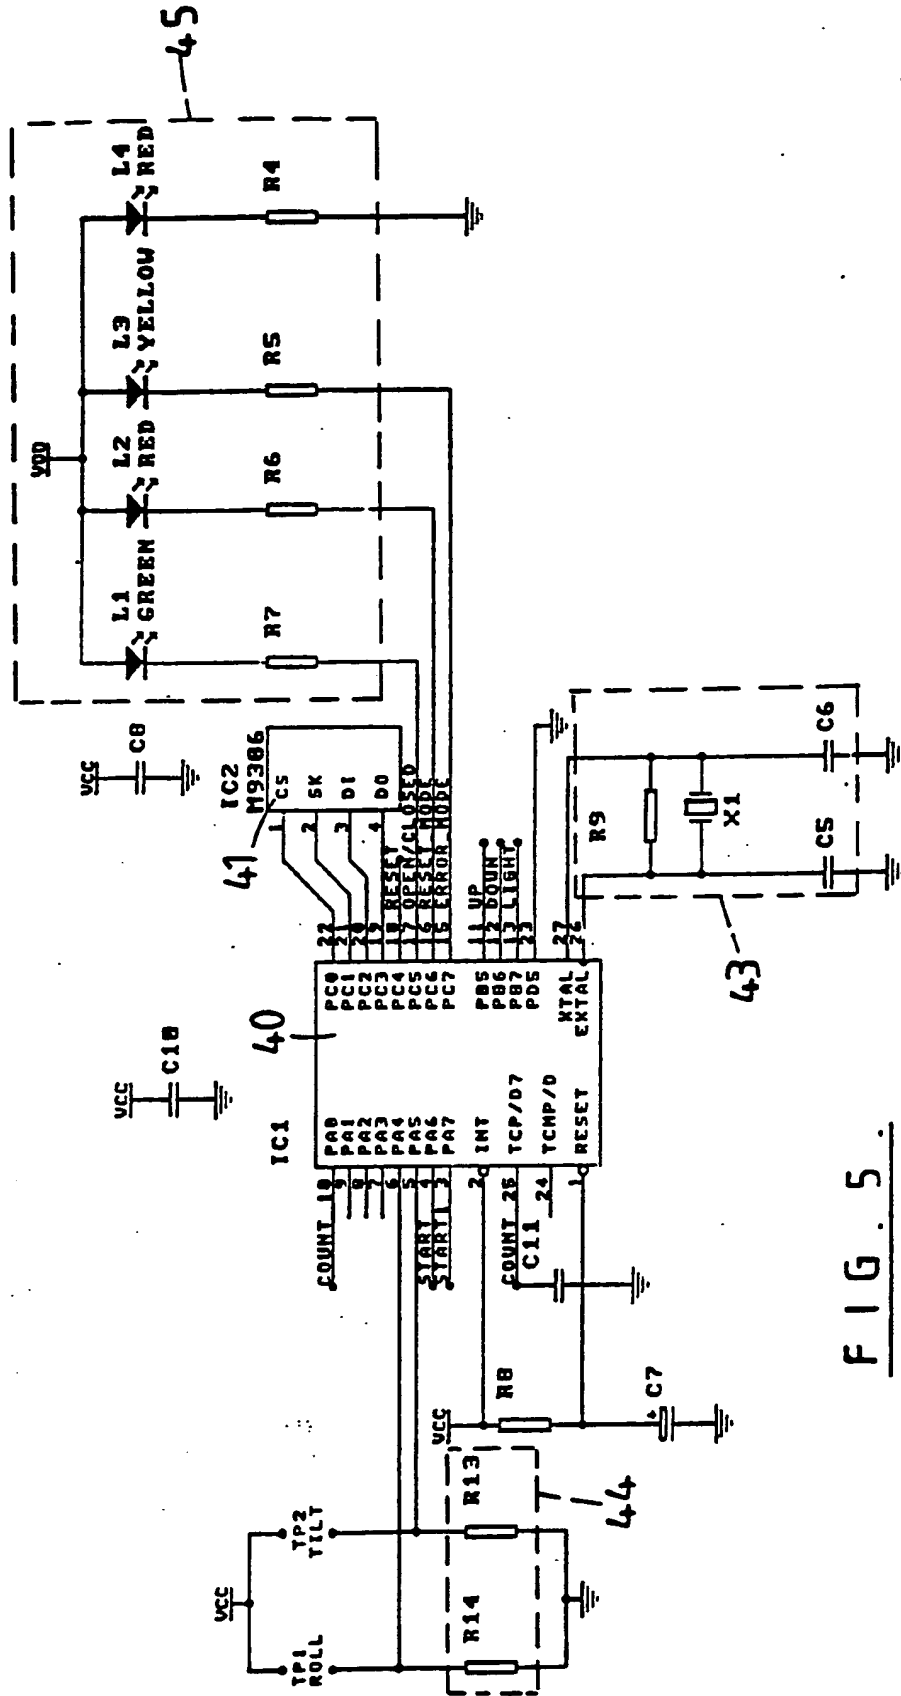 45
VDD
L1
GREEN
L2
RED
L3
YELLOW
L4
RED
R7
R6
R5
R4
VCC
C8
VCC
C10
IC2
M9386
41
1 CS
2 SK
3 DI
4 DO
IC1
40
COUNT 10 PA0
9 PA1
8 PA2
7 PA3
6 PA4
5 PA5
START 4 PA6
START1 3 PA7
2 INT
COUNT 25 TCP/D7
24 TCMP/D
1 RESET
C11
PC0 22
PC1 21
PC2 20
PC3 19
PC4 18 RESET
PC5 17 OPEN/CLOSED
PC6 16 RESET MODE
PC7 15 ERROR MODE
PB5 11 UP
PB6 12 DOWN
PB7 13 LIGHT
PD5 23
XTAL 27
EXTAL 26
R9
X1
C5
C6
43
VCC
TP1
ROLL
TP2
TILT
R14
R13
44
VCC
R8
+
C7
FIG. 5.